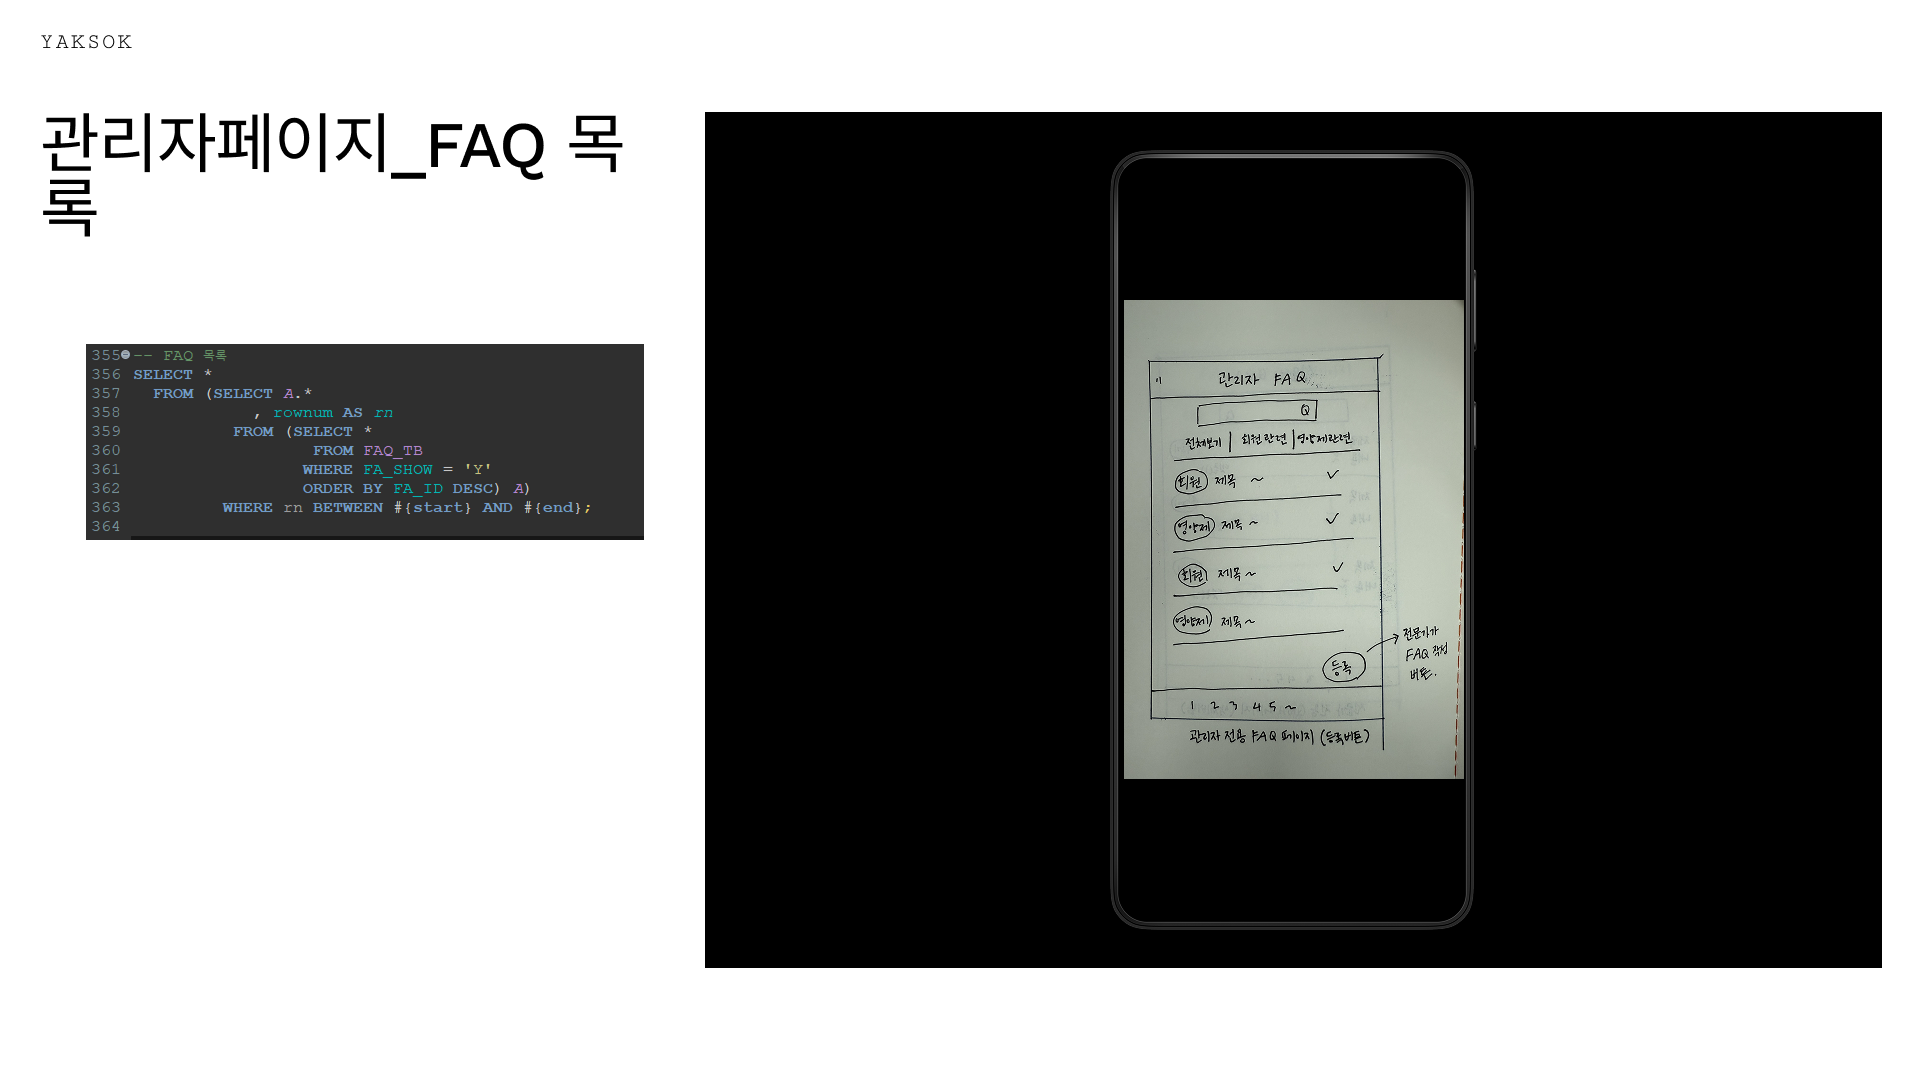 YAKSOK
관리자페이지_FAQ 목
록
355 -- FAQ 목록
356 SELECT *
357 FROM (SELECT A.*
358 , rownum AS rn
359 FROM (SELECT *
360 FROM FAQ_TB
361 WHERE FA_SHOW = 'Y'
362 ORDER BY FA_ID DESC) A)
363 WHERE rn BETWEEN #{start} AND #{end};
364
관리자 FAQ
Q
전체보기 | 회원관련 | 영양제관련
회원 제목 ~
영양제 제목 ~
회원 제목 ~
영양제 제목 ~
등록
전문가가
FAQ 작성
버튼.
1 2 3 4 5 ~
관리자 전용 FAQ 페이지 (등록버튼)